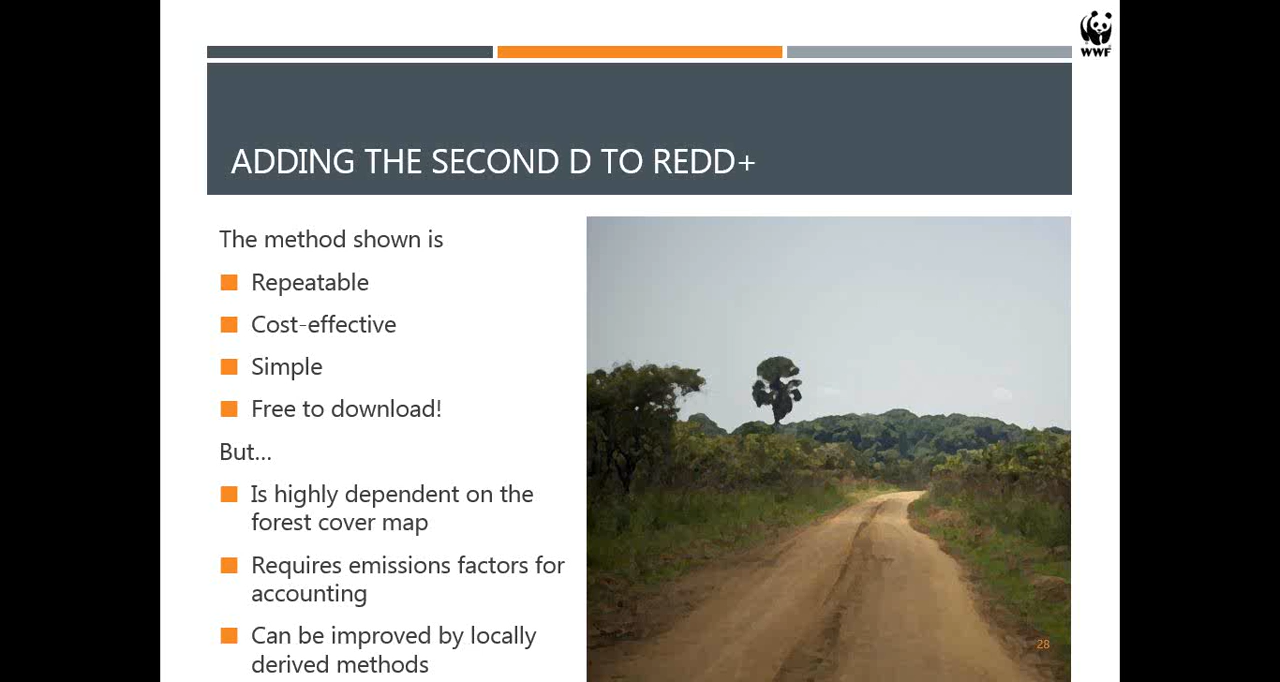 WWF
ADDING THE SECOND D TO REDD+
The method shown is
Repeatable
Cost-effective
Simple
Free to download!
But...
Is highly dependent on the
forest cover map
Requires emissions factors for
accounting
Can be improved by locally
derived methods
28